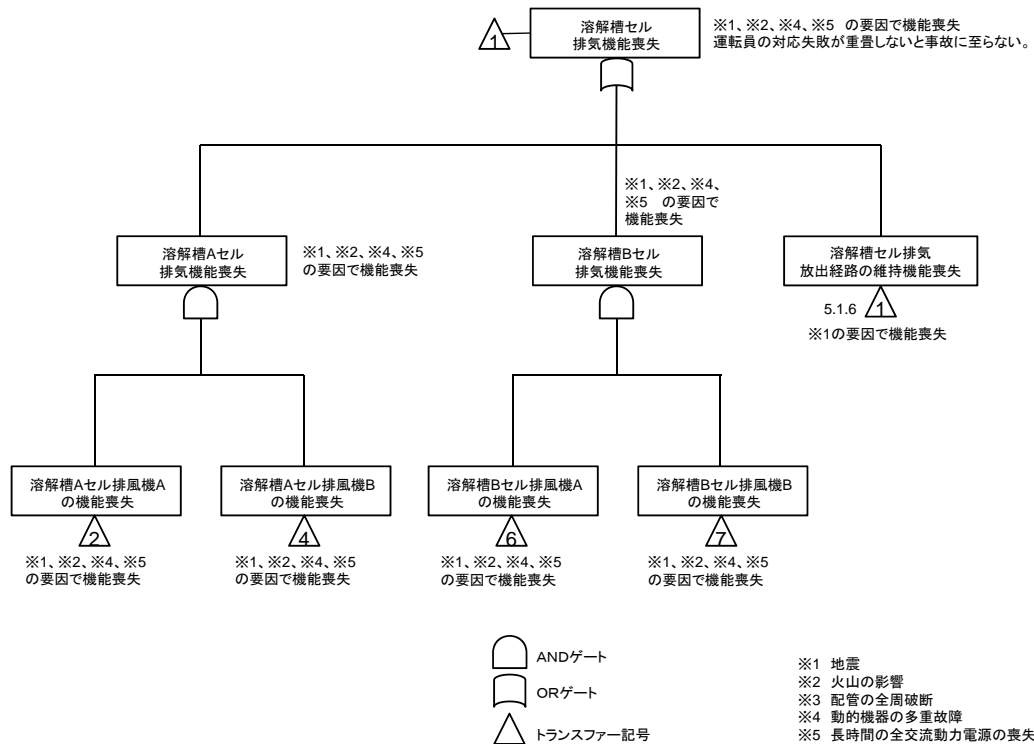 溶解槽セル
排気機能喪失
1
※1、※2、※4、※5 の要因で機能喪失
運転員の対応失敗が重畳しないと事故に至らない。
※1、※2、※4、
※5 の要因で
機能喪失
溶解槽Aセル
排気機能喪失
※1、※2、※4、※5
の要因で機能喪失
溶解槽Bセル
排気機能喪失
溶解槽セル排気
放出経路の維持機能喪失
5.1.6 1
※1の要因で機能喪失
溶解槽Aセル排風機A
の機能喪失
2
※1、※2、※4、※5
の要因で機能喪失
溶解槽Aセル排風機B
の機能喪失
4
※1、※2、※4、※5
の要因で機能喪失
溶解槽Bセル排風機A
の機能喪失
6
※1、※2、※4、※5
の要因で機能喪失
溶解槽Bセル排風機B
の機能喪失
7
※1、※2、※4、※5
の要因で機能喪失
ANDゲート
ORゲート
トランスファー記号
※1 地震
※2 火山の影響
※3 配管の全周破断
※4 動的機器の多重故障
※5 長時間の全交流動力電源の喪失